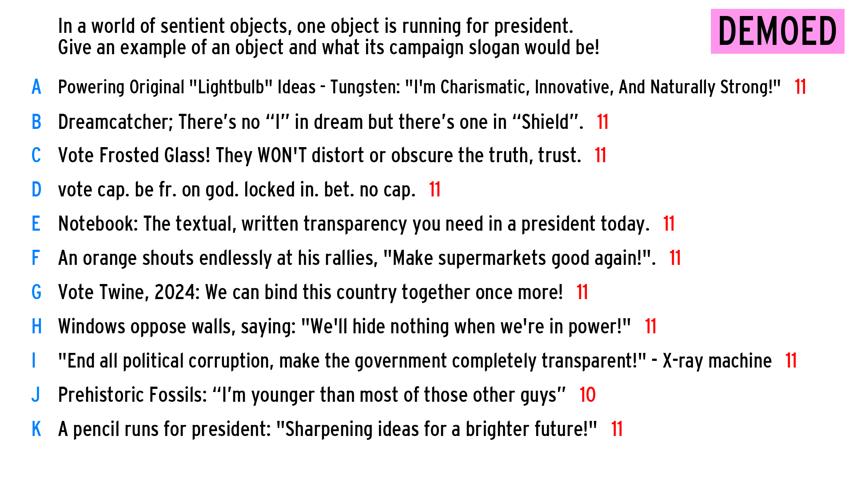 In a world of sentient objects, one object is running for president.
Give an example of an object and what its campaign slogan would be!
DEMOED
A Powering Original "Lightbulb" Ideas - Tungsten: "I'm Charismatic, Innovative, And Naturally Strong!" 11
B Dreamcatcher; There’s no “I” in dream but there’s one in “Shield”. 11
C Vote Frosted Glass! They WON'T distort or obscure the truth, trust. 11
D vote cap. be fr. on god. locked in. bet. no cap. 11
E Notebook: The textual, written transparency you need in a president today. 11
F An orange shouts endlessly at his rallies, "Make supermarkets good again!". 11
G Vote Twine, 2024: We can bind this country together once more! 11
H Windows oppose walls, saying: "We'll hide nothing when we're in power!" 11
I "End all political corruption, make the government completely transparent!" - X-ray machine 11
J Prehistoric Fossils: “I’m younger than most of those other guys” 10
K A pencil runs for president: "Sharpening ideas for a brighter future!" 11